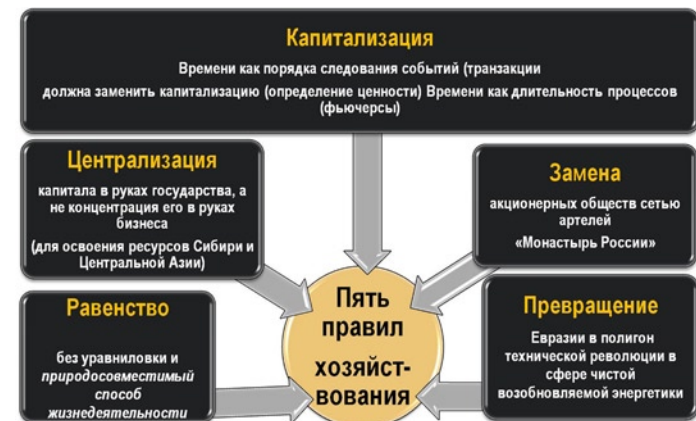 Капитализация
Времени как порядка следования событий (транзакции
должна заменить капитализацию (определение ценности) Времени как длительность процессов
(фьючерсы)
Централизация
капитала в руках государства, а
не концентрация его в руках
бизнеса
(для освоения ресурсов Сибири и
Центральной Азии)
Замена
акционерных обществ сетью
артелей
«Монастырь России»
Равенство
без уравниловки и
природосовместимый
способ
жизнедеятельности
Пять
правил
хозяйст-
вования
Превращение
Евразии в полигон
технической революции в
сфере чистой
возобновляемой энергетики